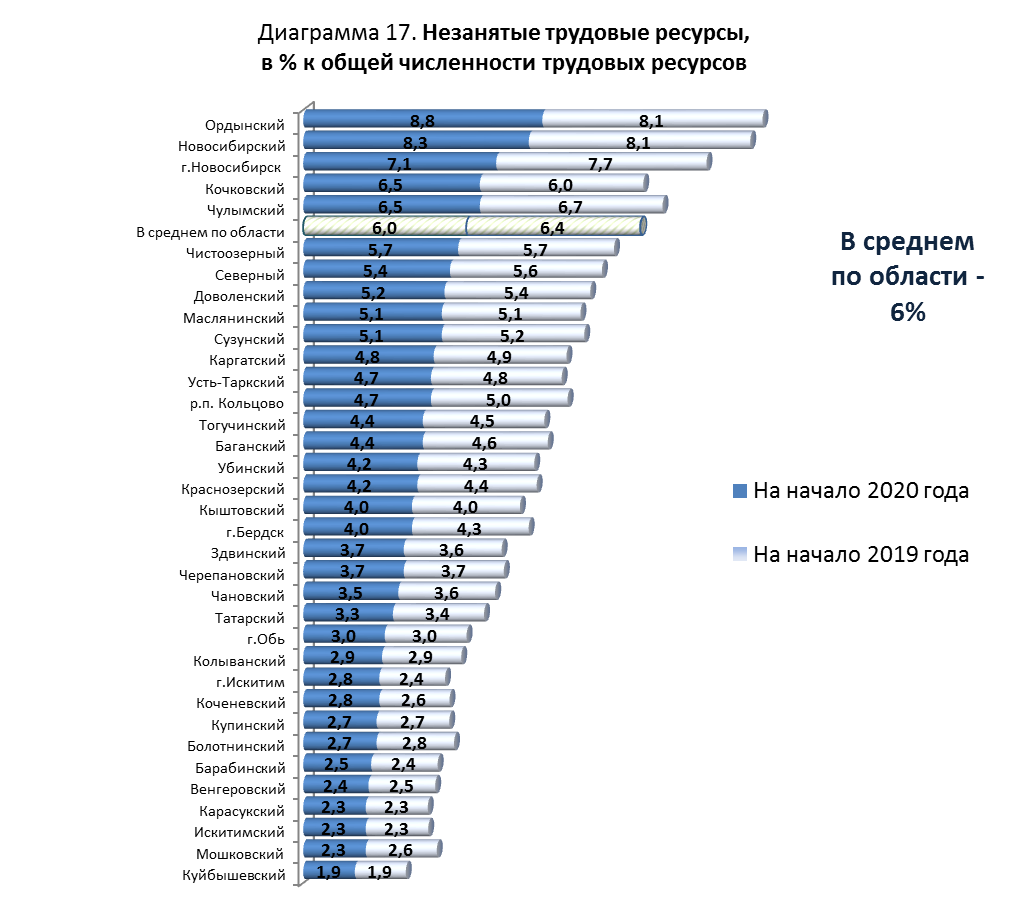 Диаграмма 17. Незанятые трудовые ресурсы,
в % к общей численности трудовых ресурсов
Ордынский 8,8 8,1
Новосибирский 8,3 8,1
г.Новосибирск 7,1 7,7
Кочковский 6,5 6,0
Чулымский 6,5 6,7
В среднем по области 6,0 6,4
Чистоозерный 5,7 5,7
Северный 5,4 5,6
Доволенский 5,2 5,4
Маслянинский 5,1 5,1
Сузунский 5,1 5,2
Каргатский 4,8 4,9
Усть-Таркский 4,7 4,8
р.п. Кольцово 4,7 5,0
Тогучинский 4,4 4,5
Баганский 4,4 4,6
Убинский 4,2 4,3
Краснозерский 4,2 4,4
Кыштовский 4,0 4,0
г.Бердск 4,0 4,3
Здвинский 3,7 3,6
Черепановский 3,7 3,7
Чановский 3,5 3,6
Татарский 3,3 3,4
г.Обь 3,0 3,0
Колыванский 2,9 2,9
г.Искитим 2,8 2,4
Коченевский 2,8 2,6
Купинский 2,7 2,7
Болотнинский 2,7 2,8
Барабинский 2,5 2,4
Венгеровский 2,4 2,5
Карасукский 2,3 2,3
Искитимский 2,3 2,3
Мошковский 2,3 2,6
Куйбышевский 1,9 1,9
В среднем
по области -
6%
На начало 2020 года
На начало 2019 года